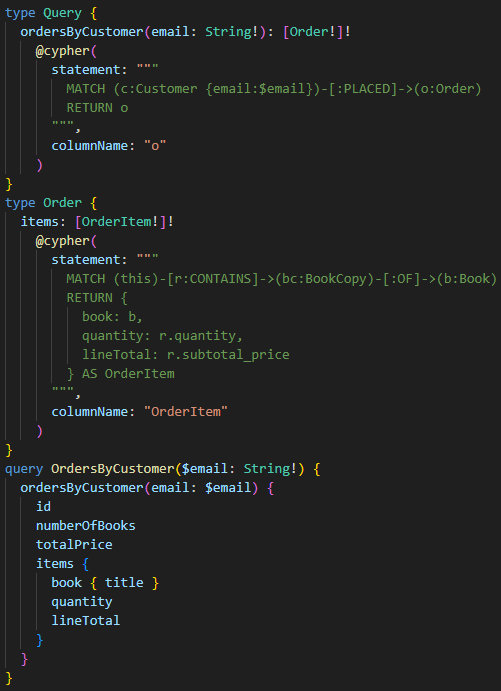 type Query {
  ordersByCustomer(email: String!): [Order!]!
    @cypher(
      statement: """
        MATCH (c:Customer {email:$email})-[:PLACED]->(o:Order)
        RETURN o
      """,
      columnName: "o"
    )
}
type Order {
  items: [OrderItem!]!
    @cypher(
      statement: """
        MATCH (this)-[r:CONTAINS]->(bc:BookCopy)-[:OF]->(b:Book)
        RETURN {
          book: b,
          quantity: r.quantity,
          lineTotal: r.subtotal_price
        } AS OrderItem
      """,
      columnName: "OrderItem"
    )
}
query OrdersByCustomer($email: String!) {
  ordersByCustomer(email: $email) {
    id
    numberOfBooks
    totalPrice
    items {
      book { title }
      quantity
      lineTotal
    }
  }
}